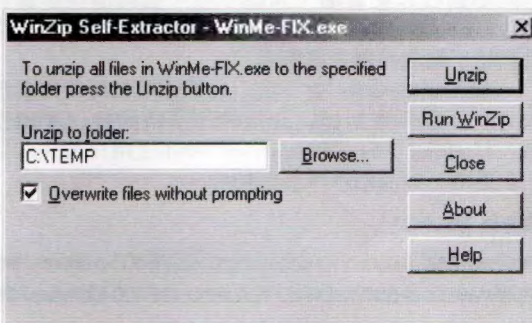 WinZip Self-Extractor - WinMe-FIX.exe
To unzip all files in WinMe-FIX.exe to the specified
folder press the Unzip button.
Unzip to folder:
C:\TEMP
Browse...
Overwrite files without prompting
Unzip
Run WinZip
Close
About
Help